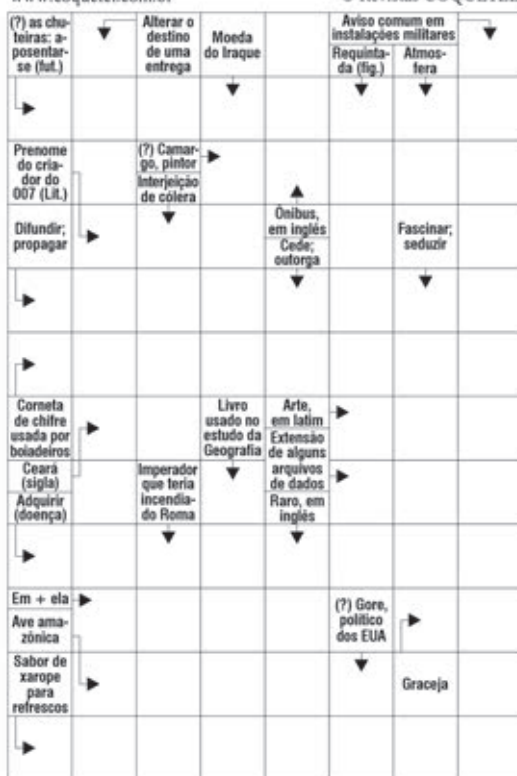 (?) as chu-
teiras: a-
posentar-
se (fut.)
Alterar o
destino
de uma
entrega
Moeda
do Iraque
Aviso comum em
instalações militares
Requinta-
da (fig.)
Atmos-
fera
Prenome
do cria-
dor do
007 (Lit.)
(?) Camar-
go, pintor
Interjeição
de cólera
Difundir;
propagar
Ônibus,
em inglês
Cede;
outorga
Fascinar;
seduzir
Corneta
de chifre
usada por
boiadeiros
Livro
usado no
estudo da
Geografia
Arte,
em latim
Extensão
de alguns
arquivos
de dados
Ceará
(sigla)
Adquirir
(doença)
Imperador
que teria
incendia-
do Roma
Raro, em
inglês
Em + ela
Ave ama-
zônica
(?) Gore,
político
dos EUA
Sabor de
xarope
para
refrescos
Graceja